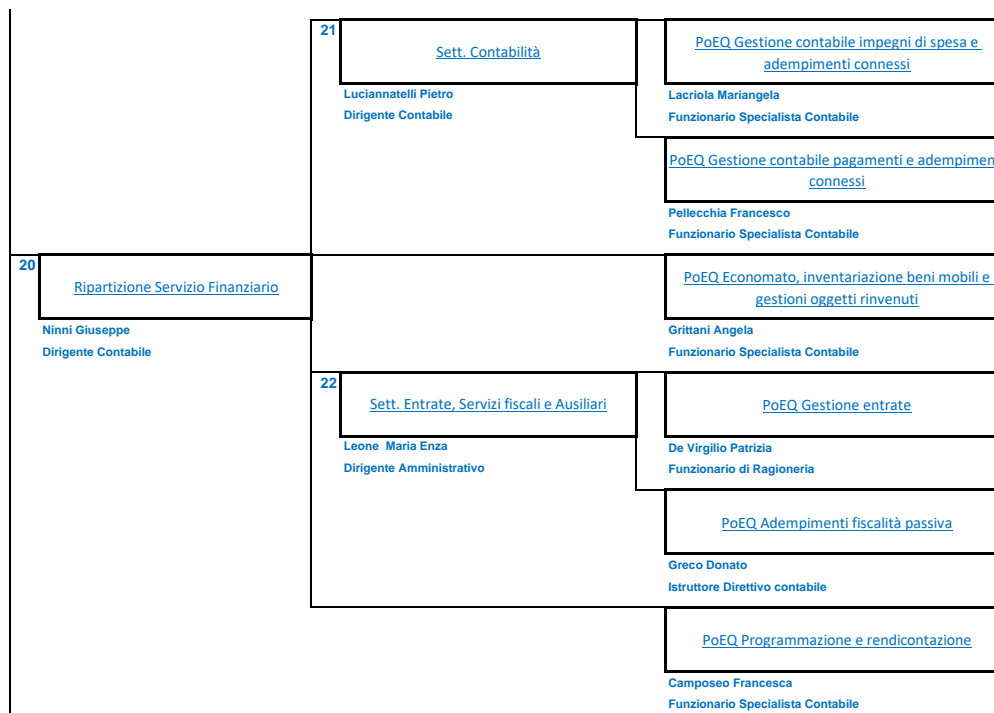 21
Sett. Contabilità
PoEQ Gestione contabile impegni di spesa e
adempimenti connessi
Luciannatelli Pietro
Dirigente Contabile
Lacriola Mariangela
Funzionario Specialista Contabile
PoEQ Gestione contabile pagamenti e adempimen
connessi
Pellecchia Francesco
Funzionario Specialista Contabile
20
Ripartizione Servizio Finanziario
PoEQ Economato, inventariazione beni mobili e
gestioni oggetti rinvenuti
Ninni Giuseppe
Dirigente Contabile
Grittani Angela
Funzionario Specialista Contabile
22
Sett. Entrate, Servizi fiscali e Ausiliari
PoEQ Gestione entrate
Leone Maria Enza
Dirigente Amministrativo
De Virgilio Patrizia
Funzionario di Ragioneria
PoEQ Adempimenti fiscalità passiva
Greco Donato
Istruttore Direttivo contabile
PoEQ Programmazione e rendicontazione
Camposeo Francesca
Funzionario Specialista Contabile